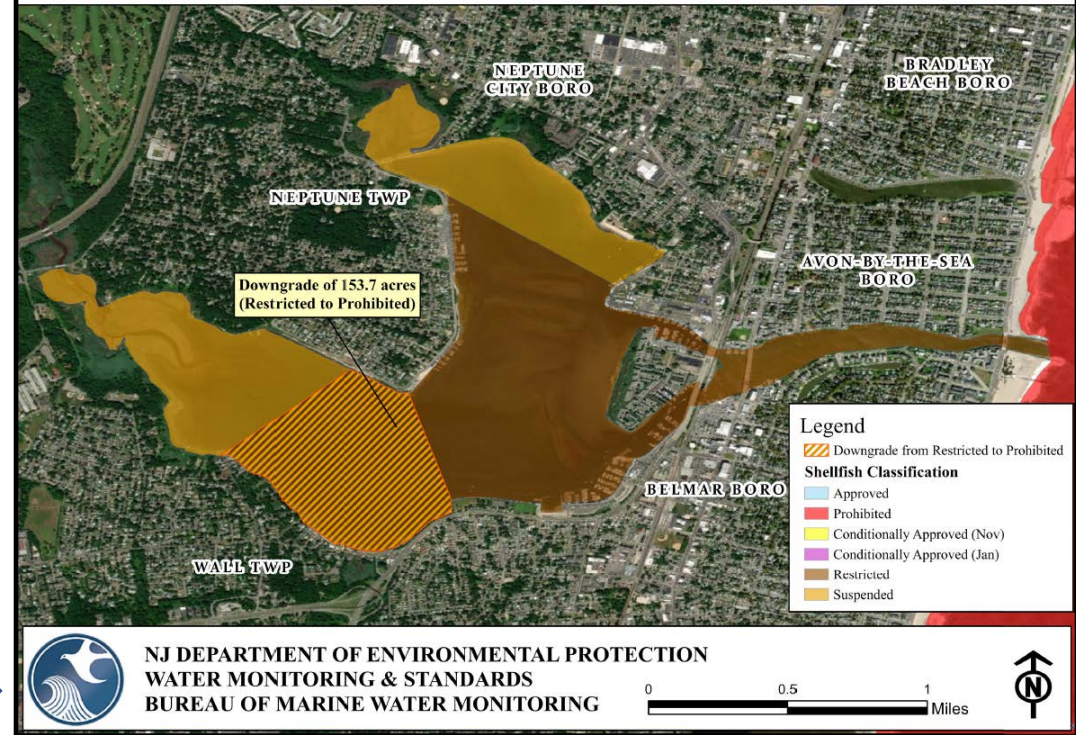 NEPTUNE
CITY BORO
BRADLEY
BEACH BORO
NEPTUNE TWP
AVON-BY-THE-SEA
BORO
Downgrade of 153.7 acres
(Restricted to Prohibited)
BELMAR BORO
WALL TWP
Legend
Downgrade from Restricted to Prohibited
Shellfish Classification
Approved
Prohibited
Conditionally Approved (Nov)
Conditionally Approved (Jan)
Restricted
Suspended
NJ DEPARTMENT OF ENVIRONMENTAL PROTECTION
WATER MONITORING & STANDARDS
BUREAU OF MARINE WATER MONITORING
0 0.5 1
Miles
N